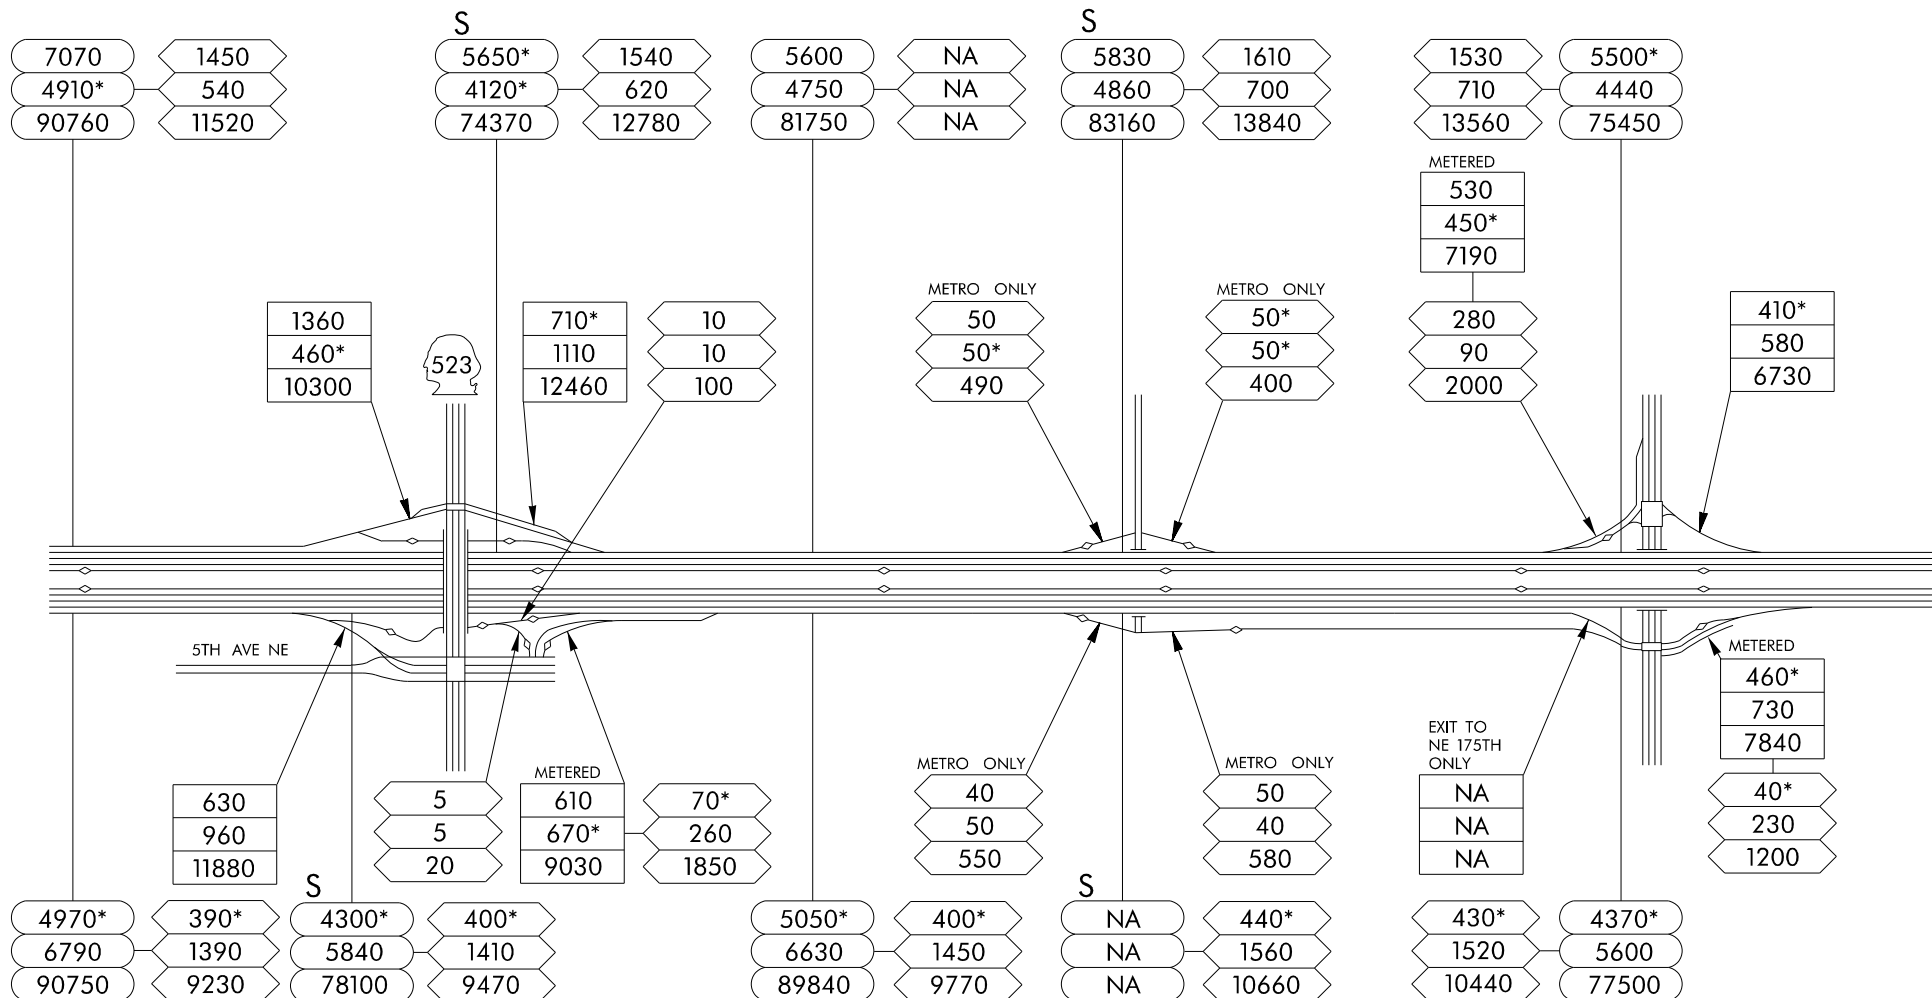 S
S
7070 1450 5650* 1540 5600 NA 5830 1610 1530 5500*
4910* 540 4120* 620 4750 NA 4860 700 710 4440
90760 11520 74370 12780 81750 NA 83160 13840 13560 75450
METERED
530
450*
7190
METRO ONLY
50
50*
490
METRO ONLY
50*
50*
400
280
90
2000
410*
580
6730
1360
460*
10300
523
710*
1110
12460
10
10
100
5TH AVE NE
METERED
460*
730
7840
40*
230
1200
EXIT TO
NE 175TH
ONLY
NA
NA
NA
METRO ONLY
40
50
550
METRO ONLY
50
40
580
630
960
11880
5
5
20
METERED
610
670*
9030
70*
260
1850
S
S
4970* 390* 4300* 400* 5050* 400* NA 440* 430* 4370*
6790 1390 5840 1410 6630 1450 NA 1560 1520 5600
90750 9230 78100 9470 89840 9770 NA 10660 10440 77500